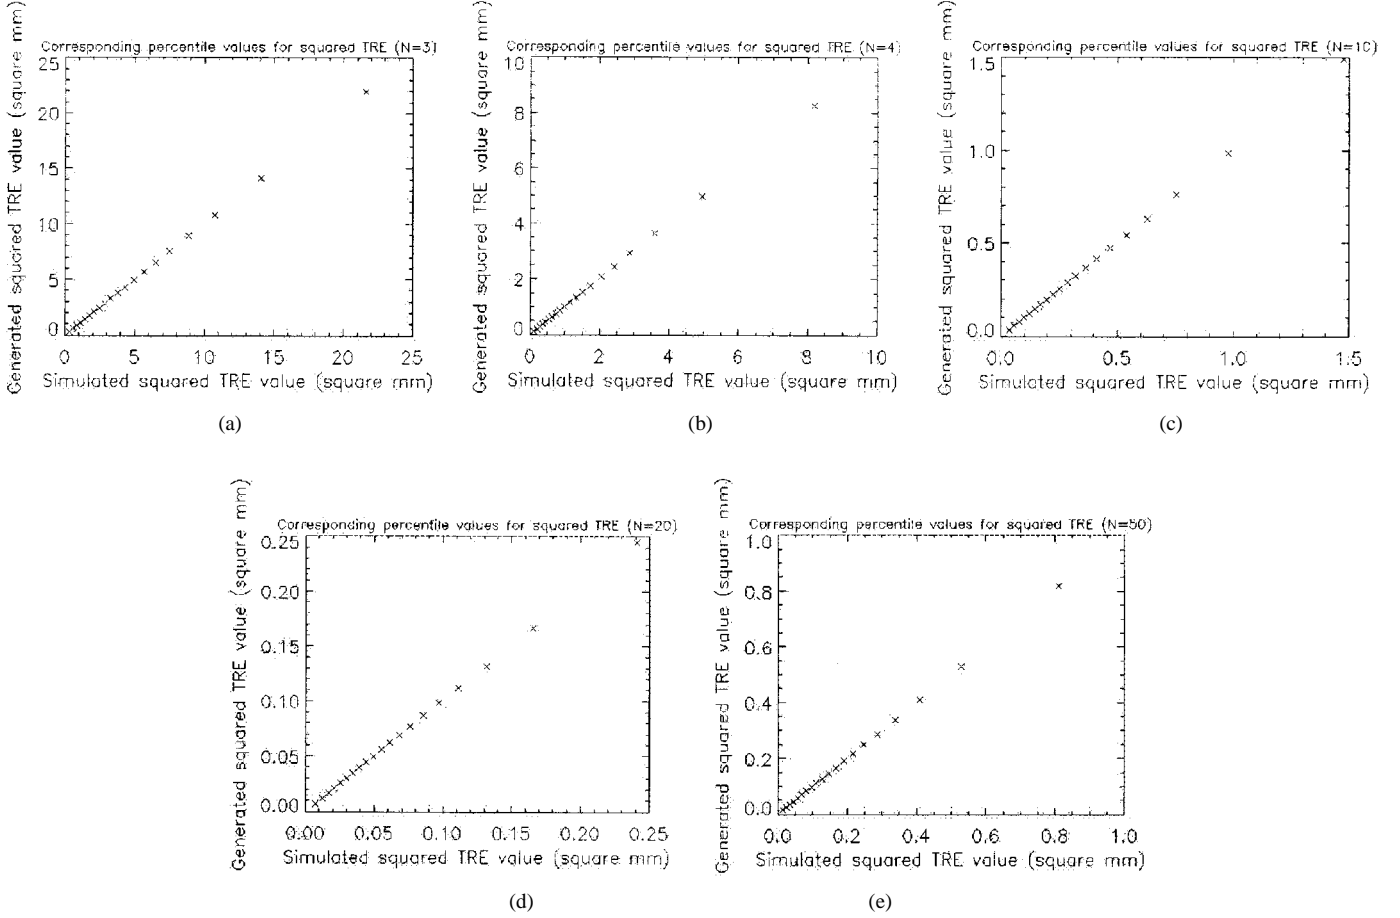 Corresponding percentile values for squared TRE (N=3)
Generated squared TRE value (square mm)
25
20
15
10
5
0
0 5 10 15 20 25
Simulated squared TRE value (square mm)
(a)
Corresponding percentile values for squared TRE (N=4)
Generated squared TRE value (square mm)
10
8
6
4
2
0
0 2 4 6 8 10
Simulated squared TRE value (square mm)
(b)
Corresponding percentile values for squared TRE (N=10)
Generated squared TRE value (square mm)
1.5
1.0
0.5
0.0
0.0 0.5 1.0 1.5
Simulated squared TRE value (square mm)
(c)
Corresponding percentile values for squared TRE (N=20)
Generated squared TRE value (square mm)
0.25
0.20
0.15
0.10
0.05
0.00
0.00 0.05 0.10 0.15 0.20 0.25
Simulated squared TRE value (square mm)
(d)
Corresponding percentile values for squared TRE (N=50)
Generated squared TRE value (square mm)
1.0
0.8
0.6
0.4
0.2
0.0
0.0 0.2 0.4 0.6 0.8 1.0
Simulated squared TRE value (square mm)
(e)